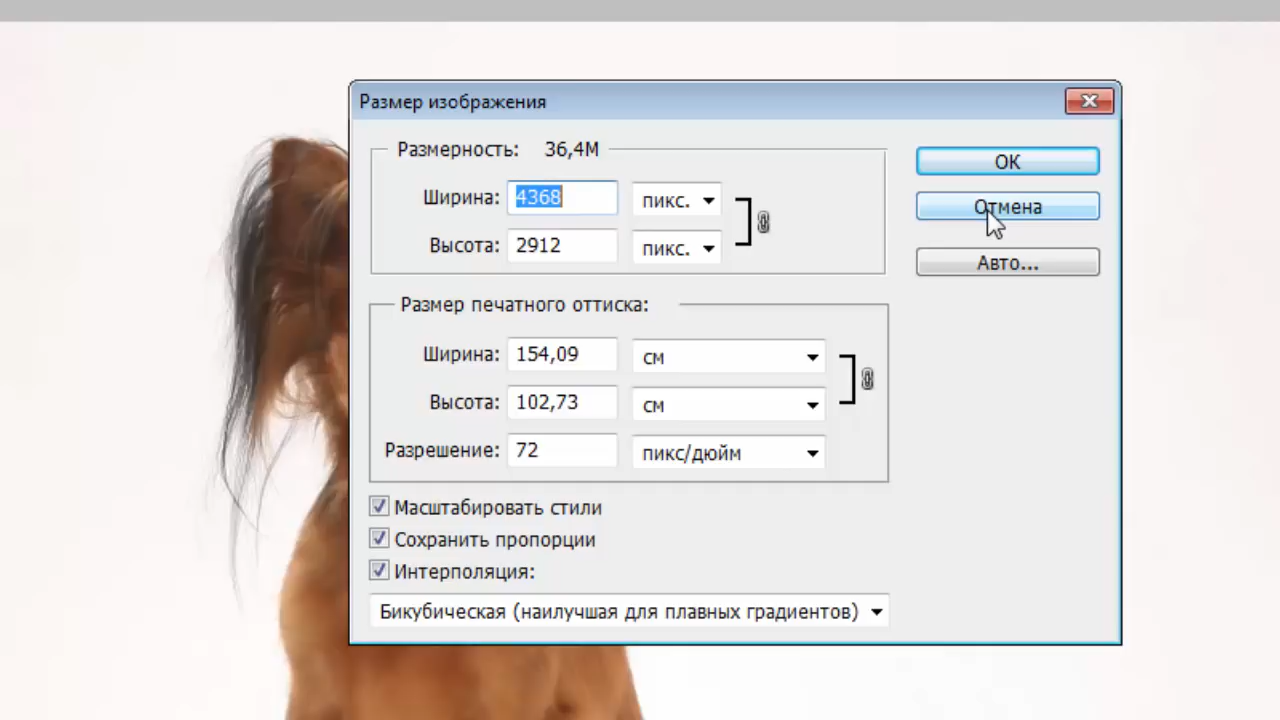 Размер изображения
Размерность: 36,4M
Ширина: 4368 пикс.
Высота: 2912 пикс.
OK
Отмена
Авто...
Размер печатного оттиска:
Ширина: 154,09 см
Высота: 102,73 см
Разрешение: 72 пикс/дюйм
Масштабировать стили
Сохранить пропорции
Интерполяция:
Бикубическая (наилучшая для плавных градиентов)